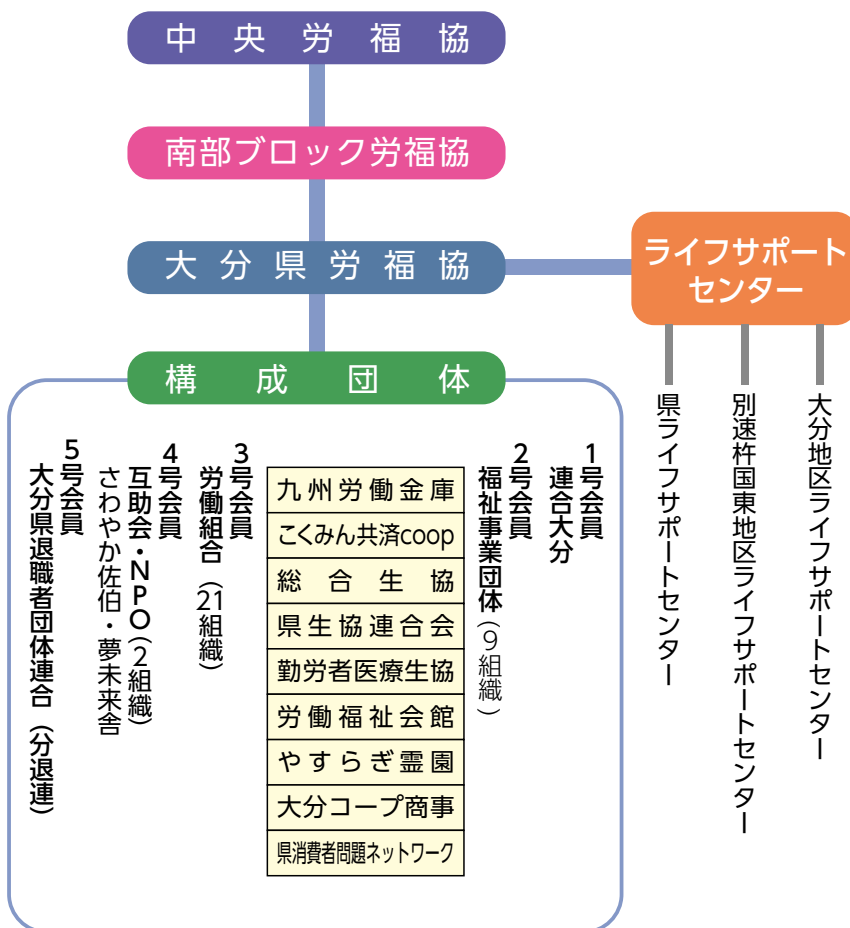 中央労福協
南部ブロック労福協
大分県労福協
ライフサポート
センター
構成団体
大分地区ライフサポートセンター
別速杵国東地区ライフサポートセンター
県ライフサポートセンター
1号会員
連合大分
2号会員
福祉事業団体(9組織)
九州労働金庫
こくみん共済coop
総合生協
県生協連合会
勤労者医療生協
労働福祉会館
やすらぎ霊園
大分コープ商事
県消費者問題ネットワーク
3号会員
労働組合(21組織)
4号会員
互助会・NPO(2組織)
さわやか佐伯・夢未来舎
5号会員
大分県退職者団体連合(分退連)